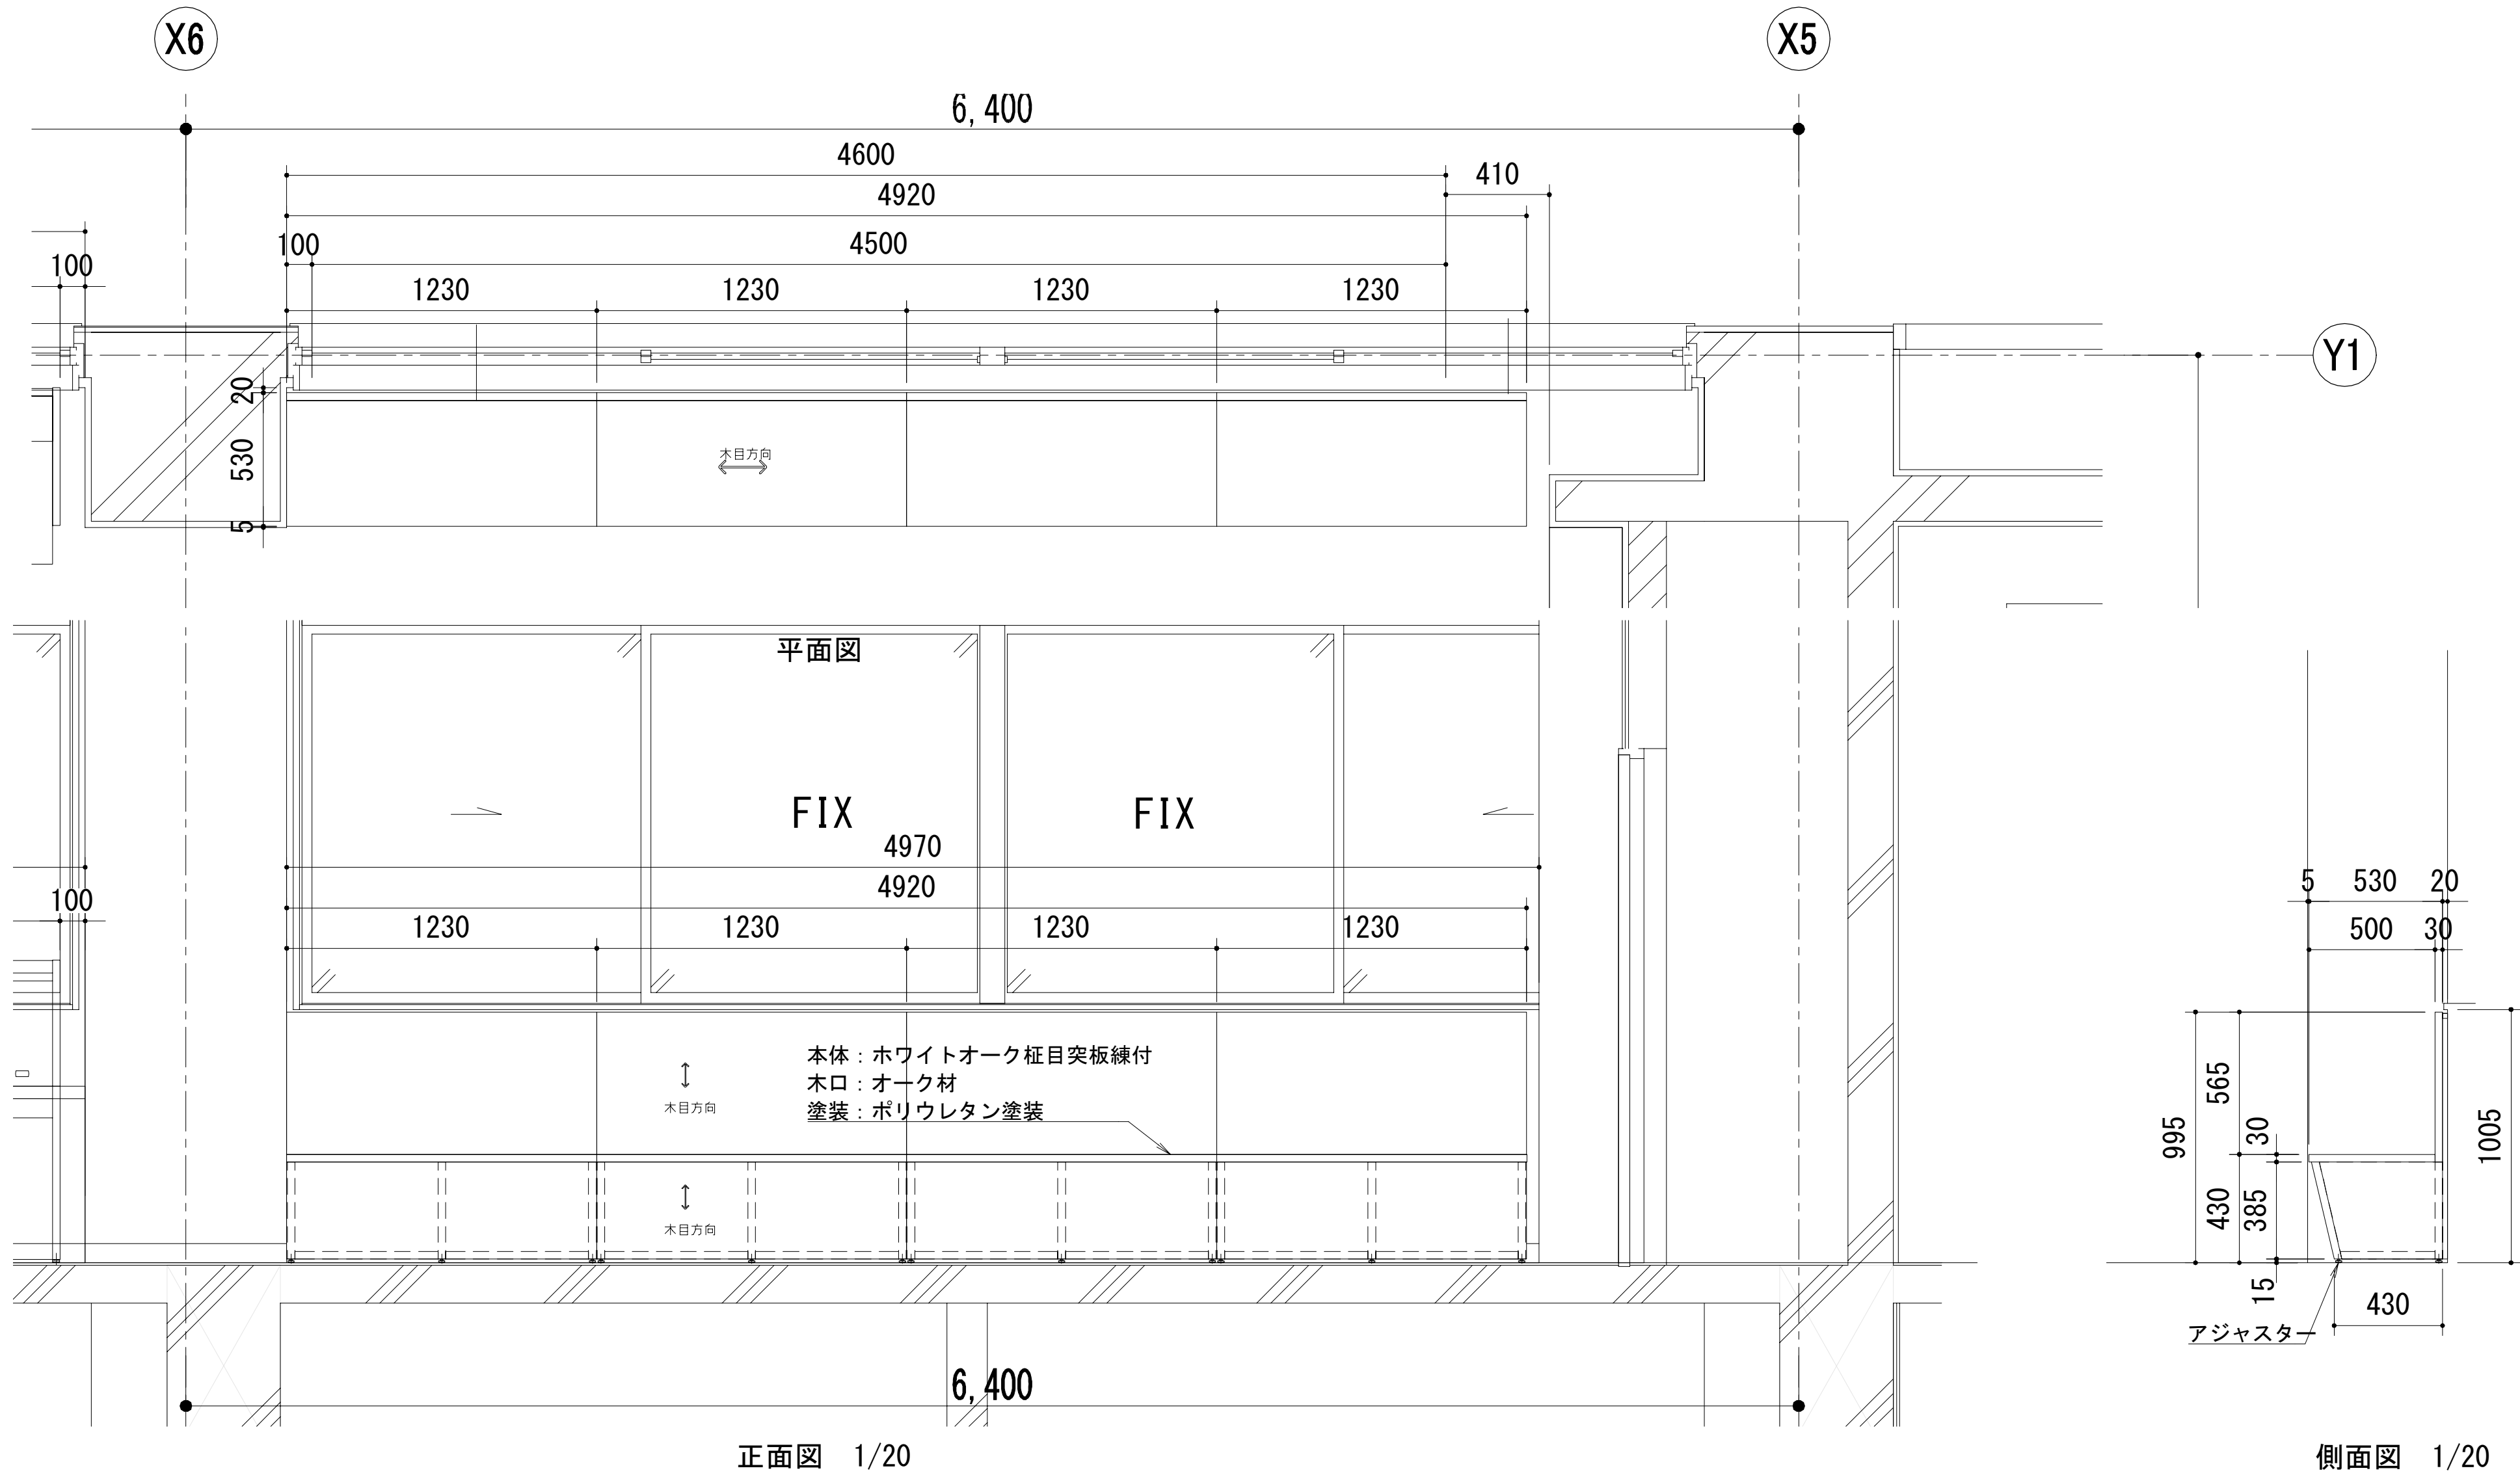 X6
X5
6,400
4600
410
4920
100
4500
100
1230
1230
1230
1230
Y1
20
530
5
木目方向
平面図
FIX
FIX
4970
4920
100
1230
1230
1230
1230
本体：ホワイトオーク柾目突板練付
木口：オーク材
塗装：ポリウレタン塗装
木目方向
木目方向
6,400
正面図 1/20
5
530
20
500
30
995
565
30
430
385
15
1005
430
アジャスター
側面図 1/20